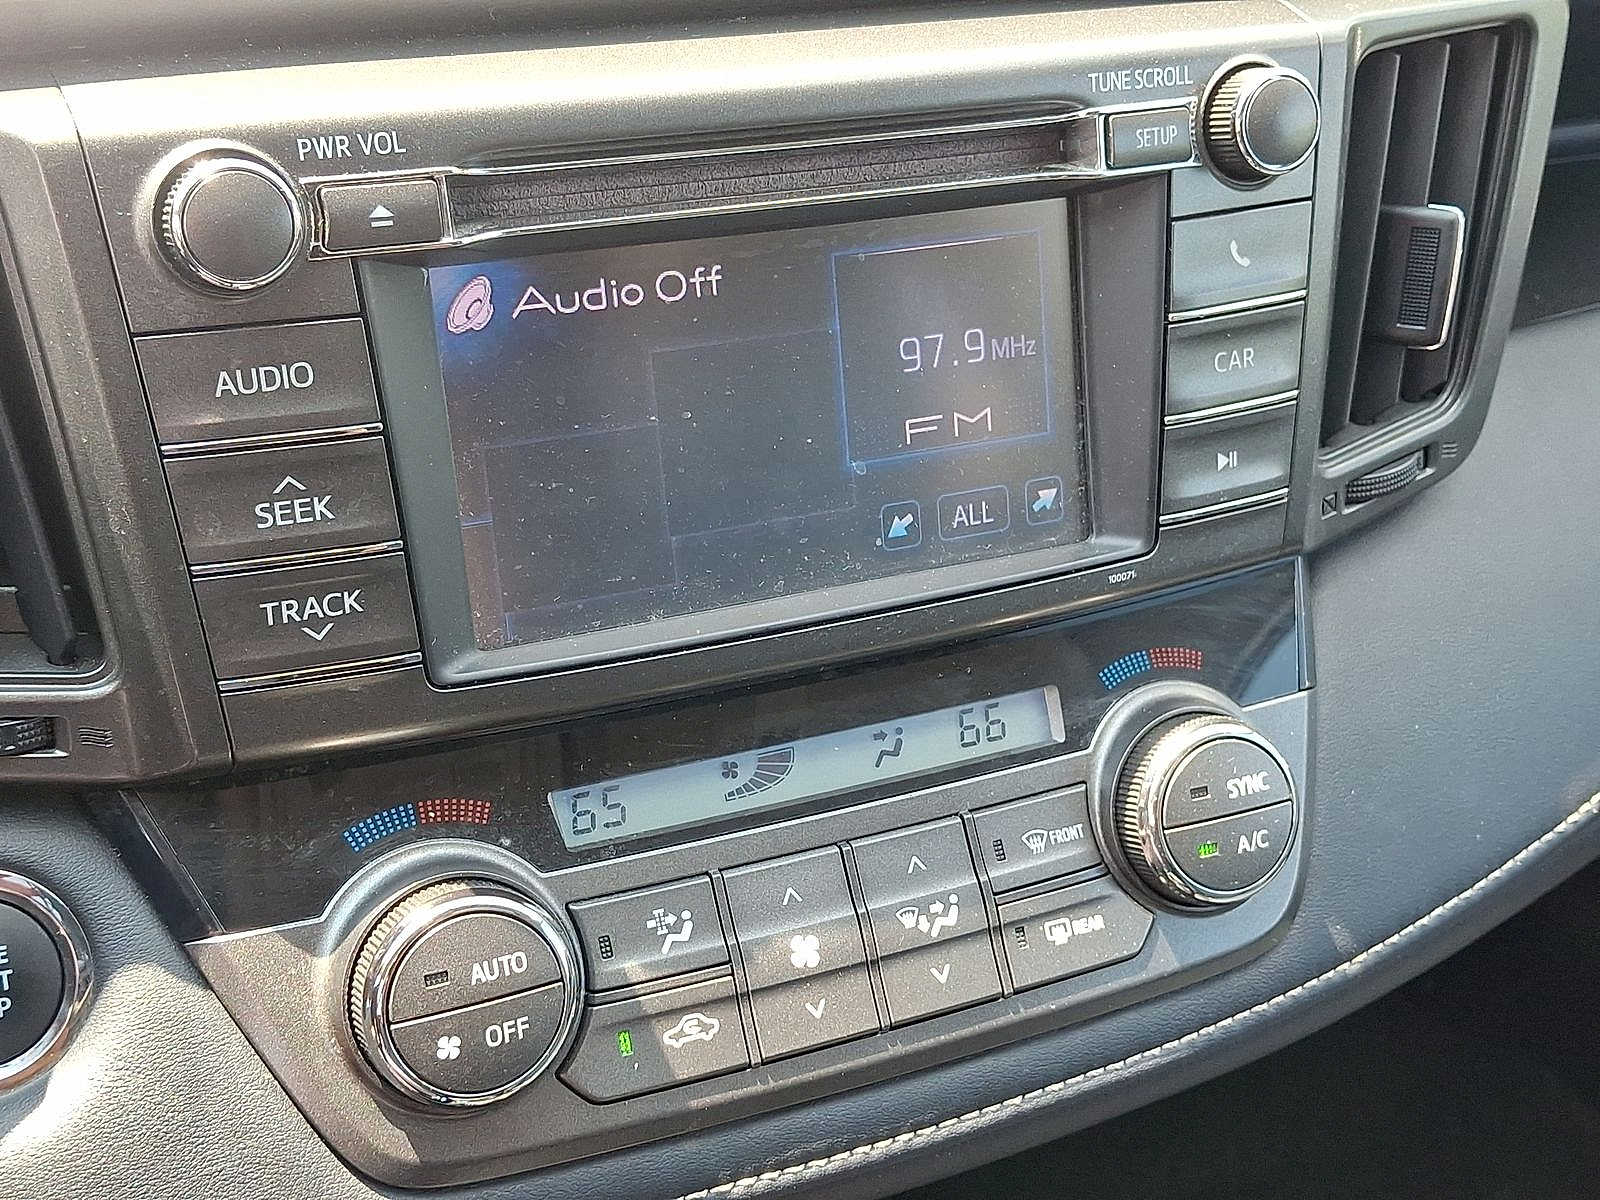 TUNE SCROLL
PWR VOL
SETUP
Audio Off
AUDIO
97.9 MHz
CAR
FM
SEEK
ALL
TRACK
100071
65
66
SYNC
A/C
FRONT
REAR
AUTO
OFF